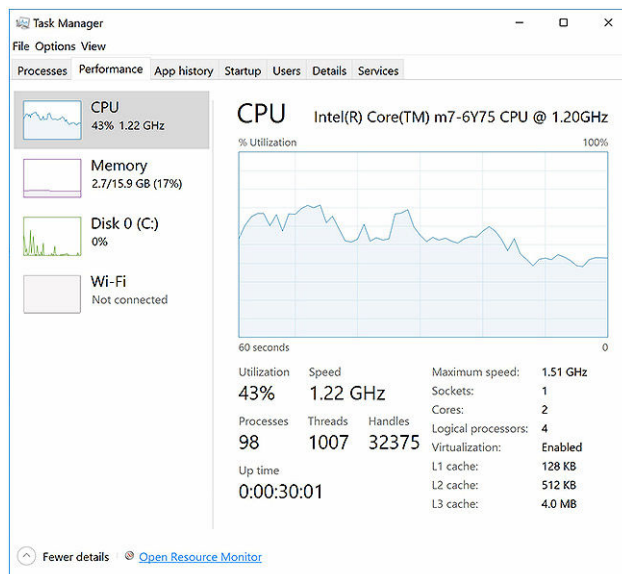 Task Manager
File Options View
Processes Performance App history Startup Users Details Services
CPU
43% 1.22 GHz
Memory
2.7/15.9 GB (17%)
Disk 0 (C:)
0%
Wi-Fi
Not connected
CPU Intel(R) Core(TM) m7-6Y75 CPU @ 1.20GHz
% Utilization 100%
60 seconds 0
Utilization Speed
43% 1.22 GHz
Processes Threads Handles
98 1007 32375
Up time
0:00:30:01
Maximum speed: 1.51 GHz
Sockets: 1
Cores: 2
Logical processors: 4
Virtualization: Enabled
L1 cache: 128 KB
L2 cache: 512 KB
L3 cache: 4.0 MB
Fewer details Open Resource Monitor